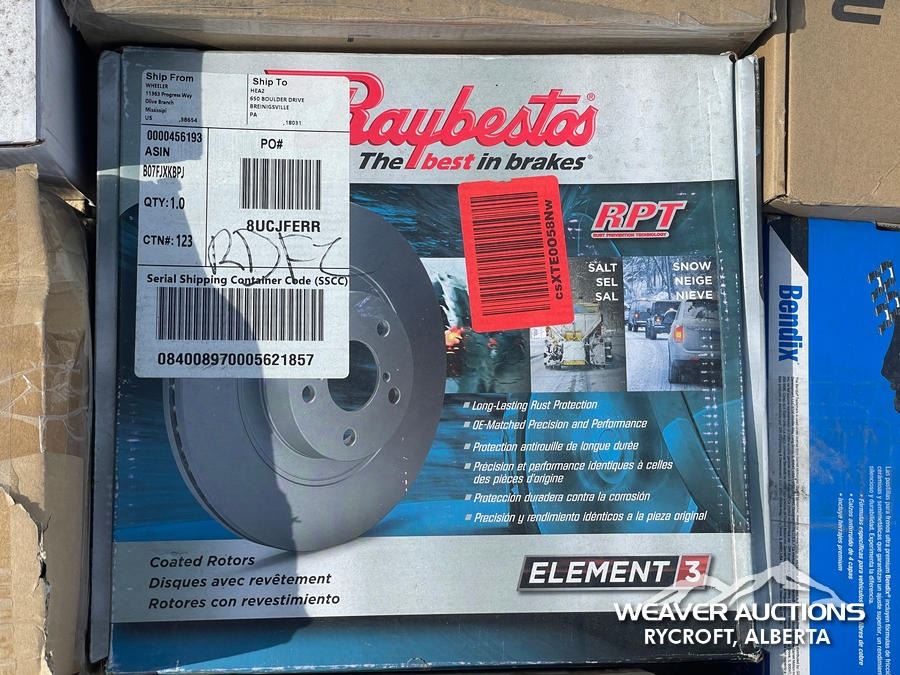 Ship From
WHEELER
11363 Progress Way
Olive Branch
Mississipi
US ,38654
Ship To
HEA2
650 BOULDER DRIVE
BREINIGSVILLE
PA
,18031
0000456193
ASIN
B07FJXKBPJ
QTY: 1.0
CTN#: 123
PO#
8UCJFERR
Serial Shipping Container Code (SSCC)
084008970005621857
Raybestos®
The best in brakes®
csXTE0O58Nw
RPT
RUST PREVENTION TECHNOLOGY
SALT
SEL
SAL
SNOW
NEIGE
NIEVE
Long-Lasting Rust Protection
OE-Matched Precision and Performance
Protection antirouille de longue durée
Précision et performance identiques à celles
des pièces d'origine
Protección duradera contra la corrosión
Precisión y rendimiento idénticos a la pieza original
Coated Rotors
Disques avec revêtement
Rotores con revestimiento
ELEMENT 3
Bendix
WEAVER AUCTIONS
RYCROFT, ALBERTA